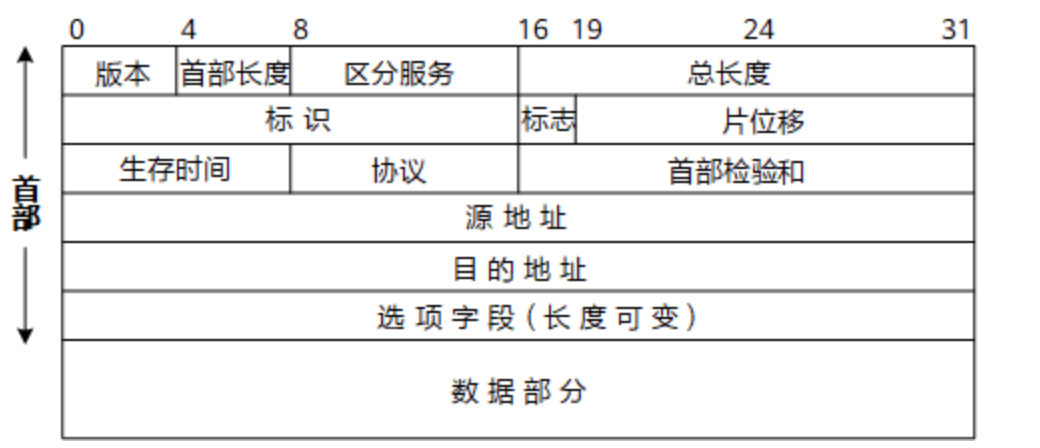 0 4 8 16 19 24 31
版本 首部长度 区分服务 总长度
标识 标志 片位移
生存时间 协议 首部检验和
首部
源地址
目的地址
选项字段(长度可变)
数据部分